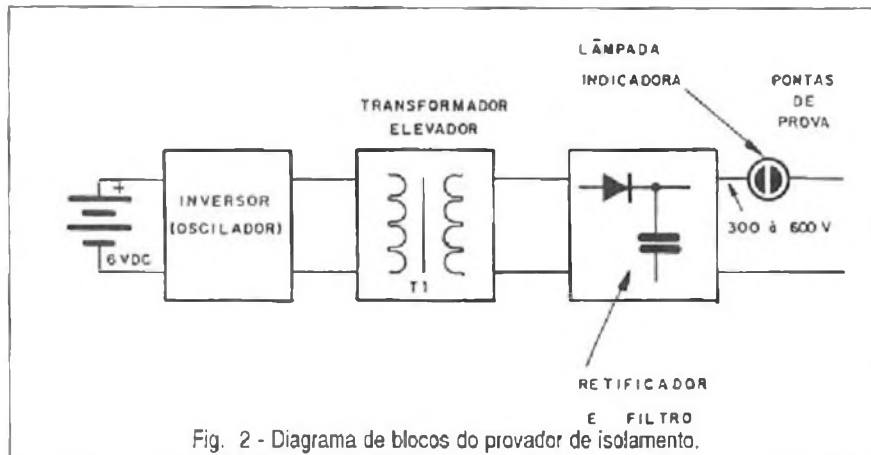 LÂMPADA
INDICADORA
PONTAS
DE
PROVA
TRANSFORMADOR
ELEVADOR
+
INVERSOR
(OSCILADOR)
6 VDC
T1
300 à 600 V
RETIFICADOR
E FILTRO
Fig. 2 - Diagrama de blocos do provador de isolamento.